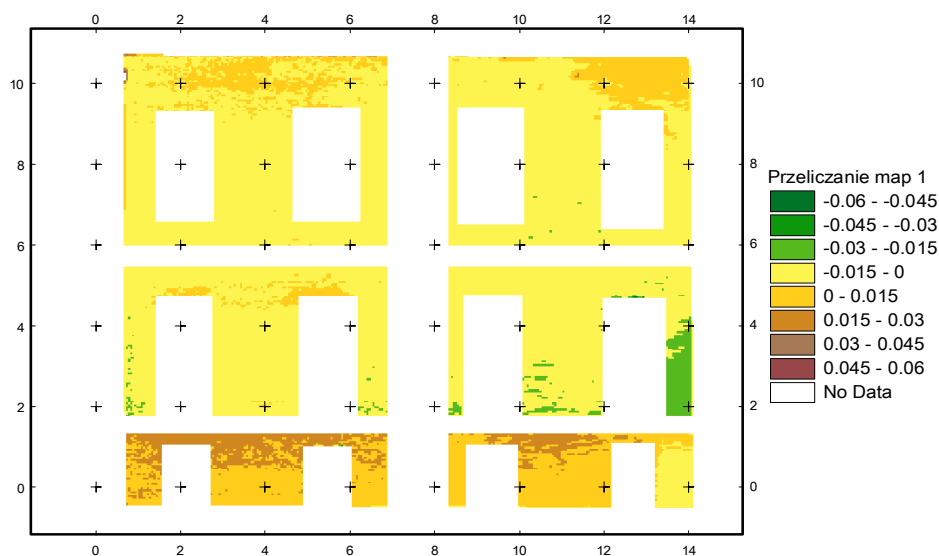 0 2 4 6 8 10 12 14
10 10
8 8
6 6
4 4
2 2
0 0
0 2 4 6 8 10 12 14
Przeliczanie map 1
-0.06 - -0.045
-0.045 - -0.03
-0.03 - -0.015
-0.015 - 0
0 - 0.015
0.015 - 0.03
0.03 - 0.045
0.045 - 0.06
No Data